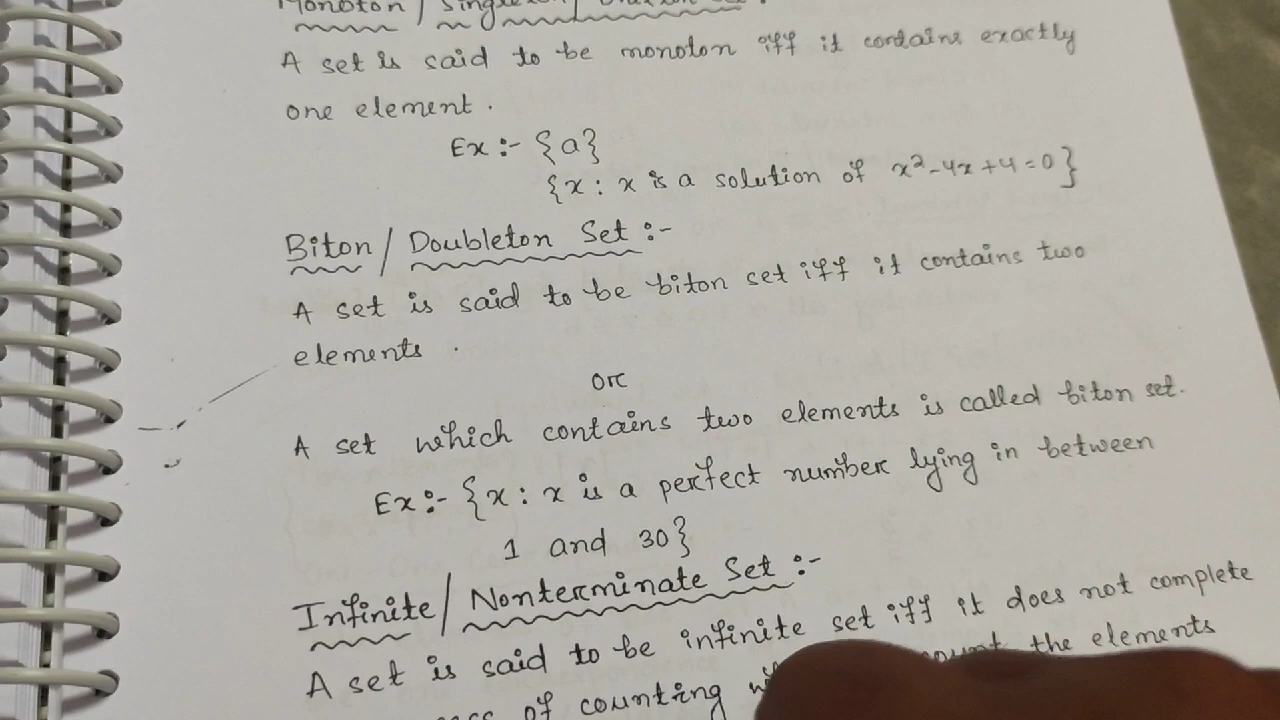 Monoton / Singleton /
A set is said to be monoton iff it contains exactly
one element .
Ex :- {a}
{x : x is a solution of x²-4x+4=0}
Biton / Doubleton Set :-
A set is said to be biton set iff it contains two
elements .
or
A set which contains two elements is called biton set.
Ex :- {x : x is a perfect number lying in between
1 and 30}
Infinite / Nonterminate Set :-
A set is said to be infinite set iff it does not complete
of counting the elements